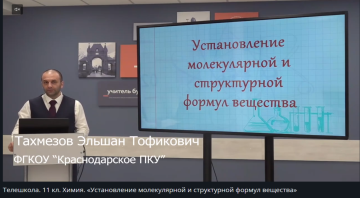 Установление
молекулярной и
структурной
формул вещества
учитель бу
Тахмезов Эльшан Тофикович
ФГКОУ "Краснодарское ПКУ"
Телешкола. 11 кл. Химия. «Установление молекулярной и структурной формул вещества»